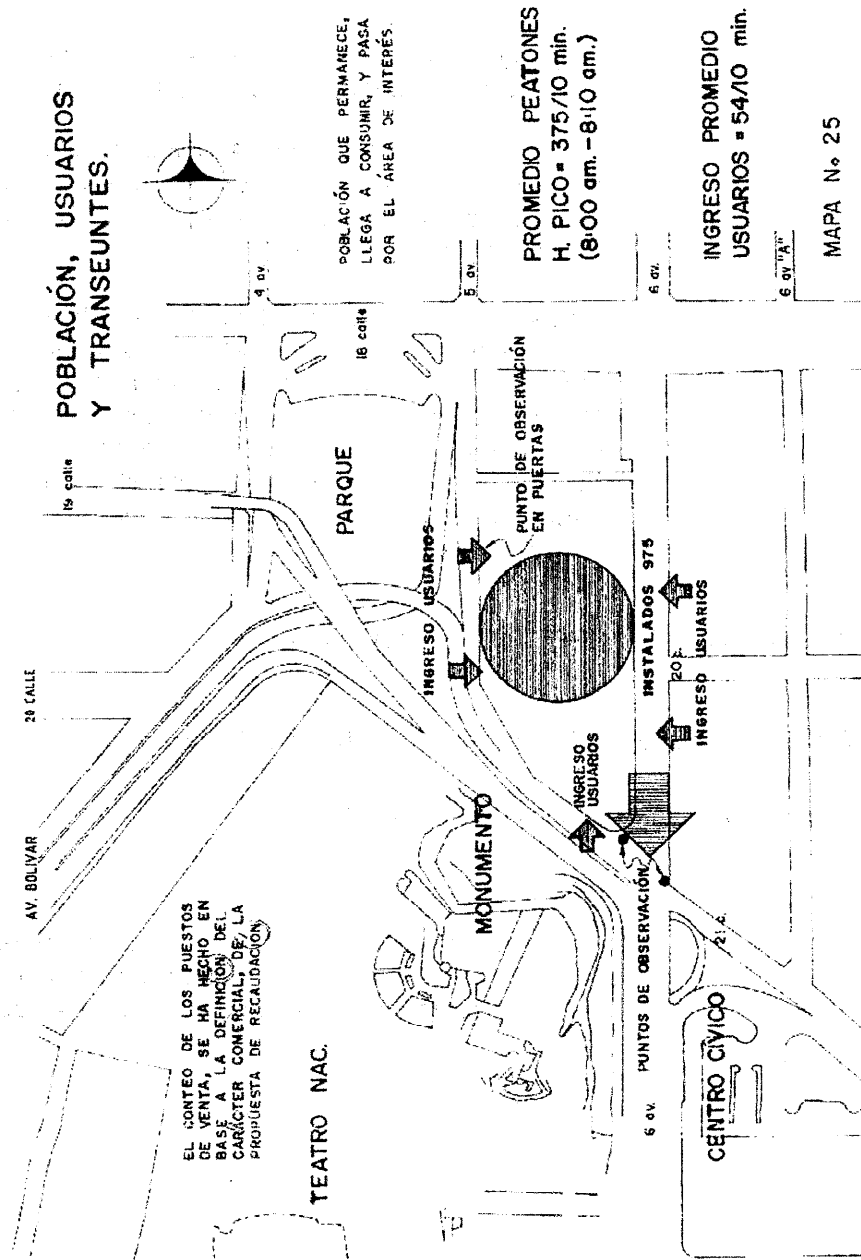 POBLACIÓN, USUARIOS
Y TRANSEUNTES.
POBLACIÓN QUE PERMANECE,
LLEGA A CONSUMIR, Y PASA
POR EL ÁREA DE INTERÉS.
PROMEDIO PEATONES
H. PICO = 375/10 min.
(8:00 am. - 8:10 am.)
INGRESO PROMEDIO
USUARIOS = 54/10 min.
MAPA No. 25
19 calle
4 av.
18 calle
5 av.
6 av.
6 av "A"
PARQUE
PUNTO DE OBSERVACIÓN
EN PUERTAS
INGRESO USUARIOS
INSTALADOS 975
20 c.
INGRESO USUARIOS
20 CALLE
AV. BOLIVAR
MONUMENTO
INGRESO
USUARIOS
EL CONTEO DE LOS PUESTOS
DE VENTA, SE HA HECHO EN
BASE A LA DEFINICIÓN DEL
CARÁCTER COMERCIAL, DE LA
PROPUESTA DE RECAUDACIÓN
TEATRO NAC.
PUNTOS DE OBSERVACIÓN
21 c.
6 av.
CENTRO CÍVICO